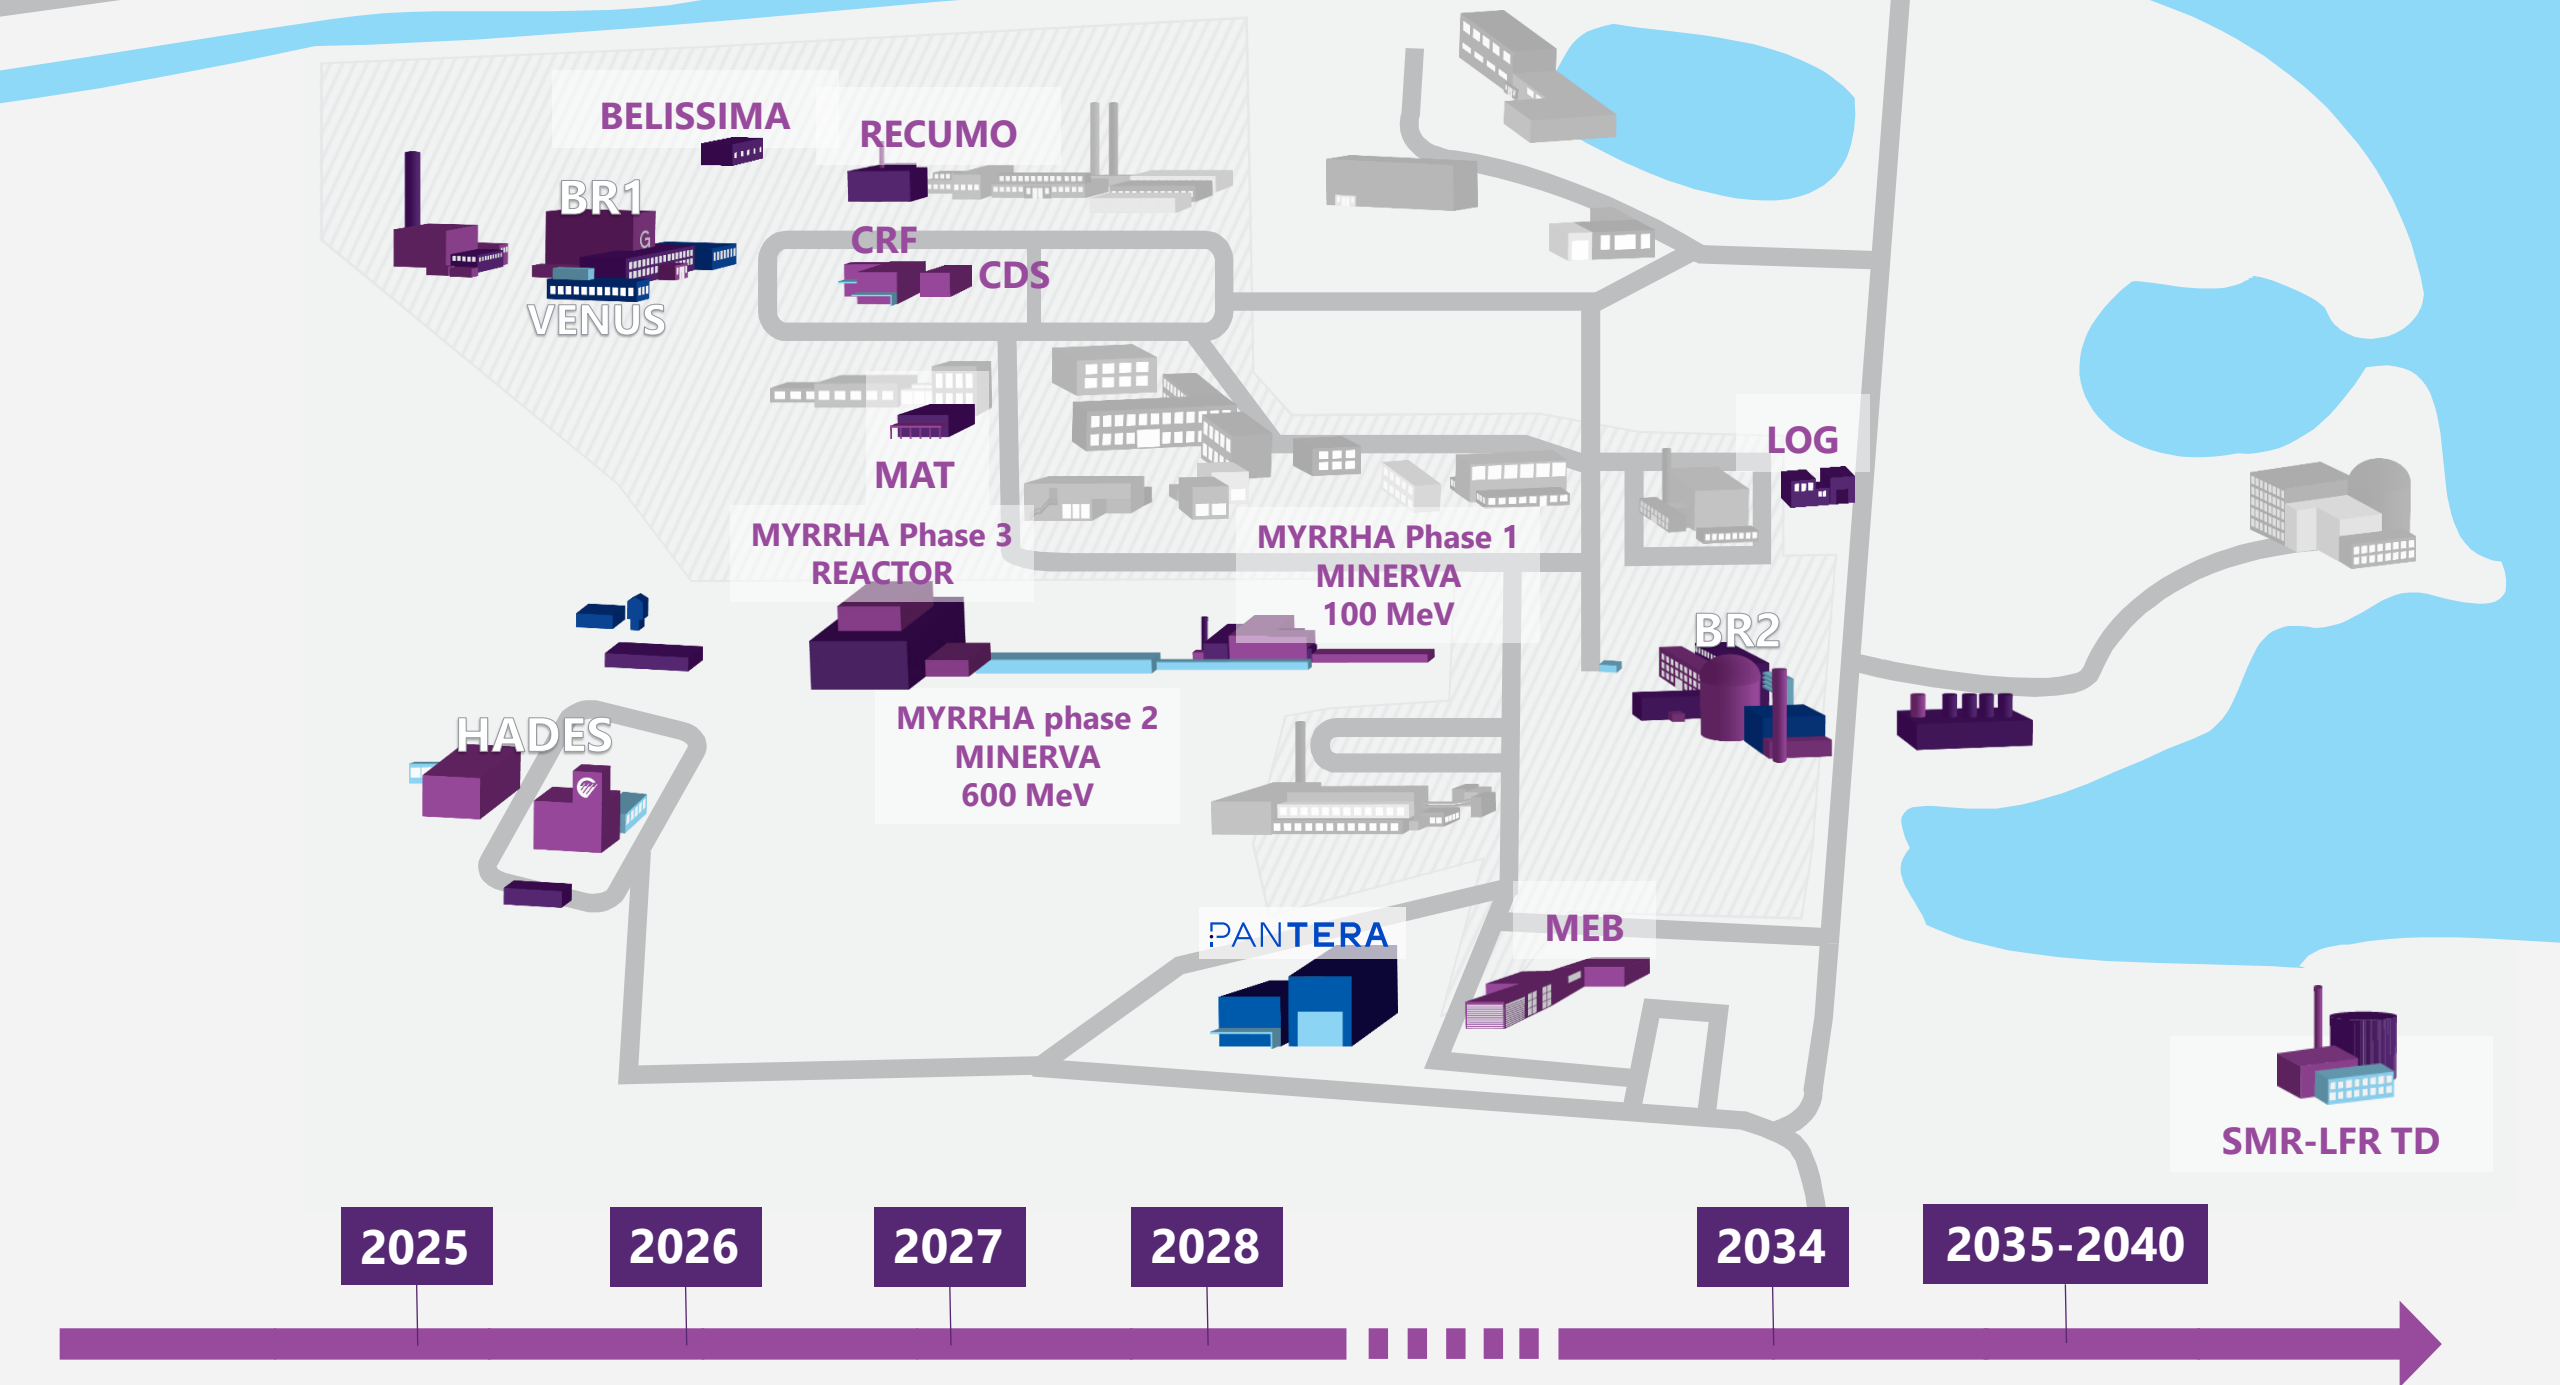 BELISSIMA
RECUMO
BR1
G
VENUS
CRF
CDS
MAT
LOG
MYRRHA Phase 3
REACTOR
MYRRHA Phase 1
MINERVA
100 MeV
BR2
HADES
MYRRHA phase 2
MINERVA
600 MeV
PANTERA
MEB
SMR-LFR TD
2025
2026
2027
2028
2034
2035-2040